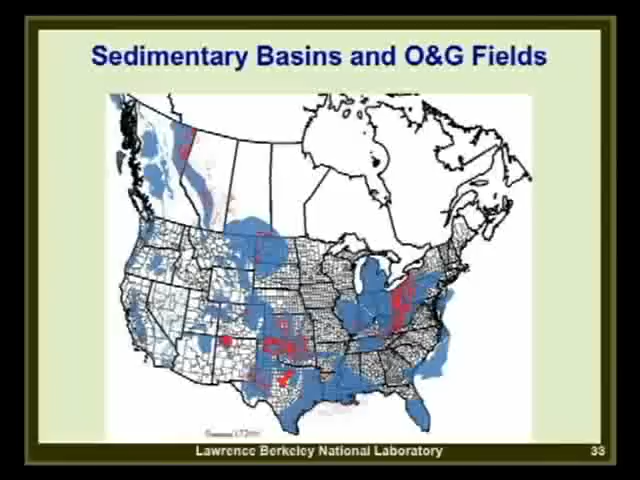 Sedimentary Basins and O&G Fields
Lawrence Berkeley National Laboratory
33